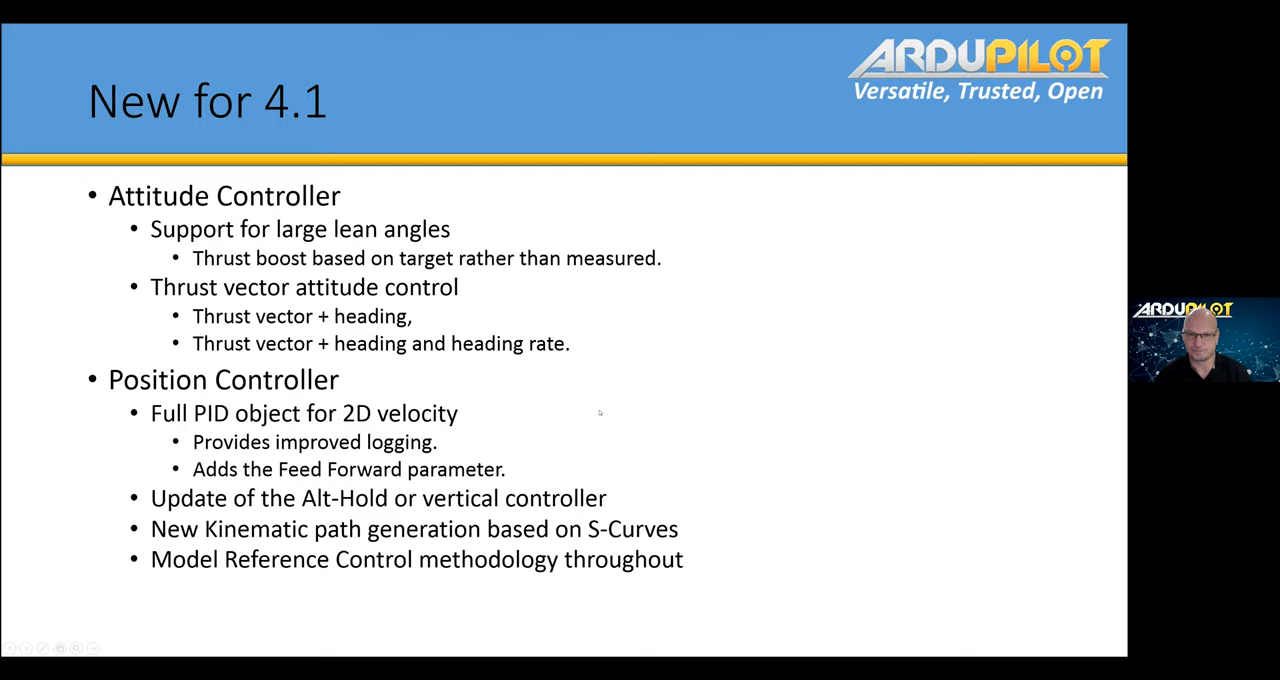 ARDUPILOT
Versatile, Trusted, Open
New for 4.1
• Attitude Controller
• Support for large lean angles
• Thrust boost based on target rather than measured.
• Thrust vector attitude control
• Thrust vector + heading,
• Thrust vector + heading and heading rate.
• Position Controller
• Full PID object for 2D velocity
• Provides improved logging.
• Adds the Feed Forward parameter.
• Update of the Alt-Hold or vertical controller
• New Kinematic path generation based on S-Curves
• Model Reference Control methodology throughout
ARDUPILOT